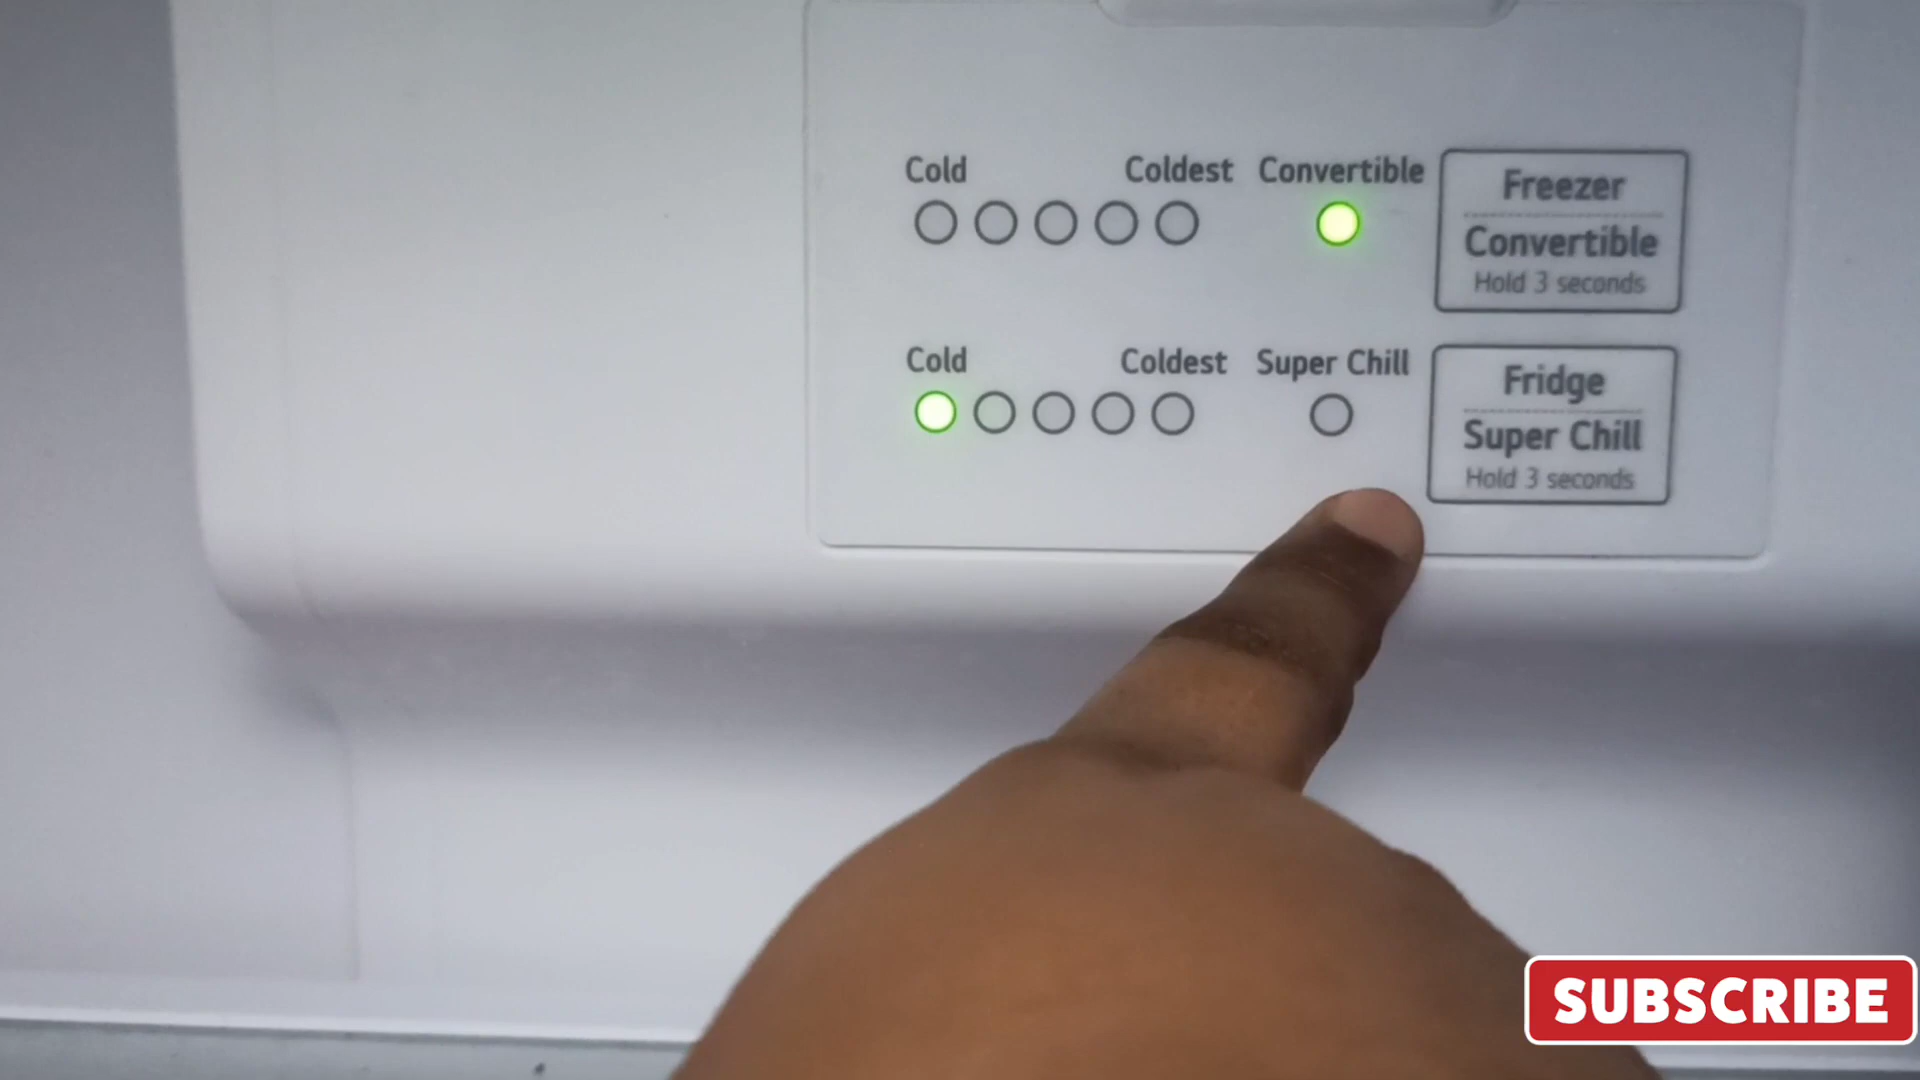 Cold Coldest Convertible
Freezer
Convertible
Hold 3 seconds
Cold Coldest Super Chill
Fridge
Super Chill
Hold 3 seconds
SUBSCRIBE